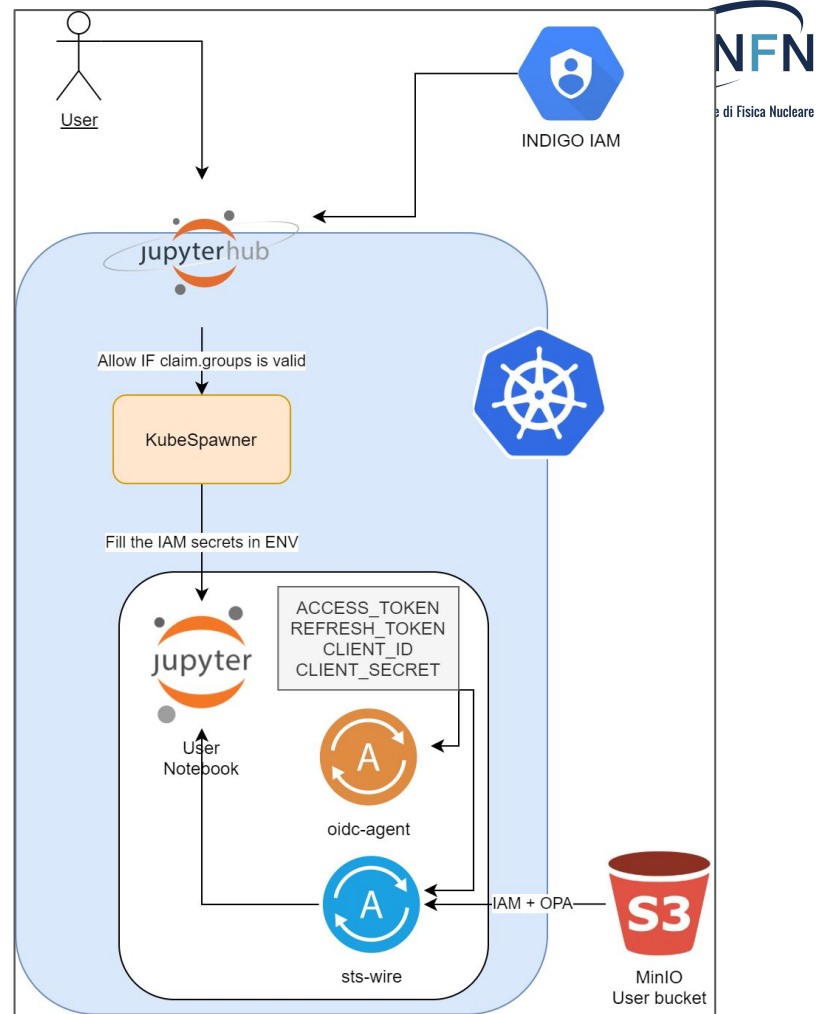 NFN
e di Fisica Nucleare
User
INDIGO IAM
jupyterhub
Allow IF claim.groups is valid
KubeSpawner
Fill the IAM secrets in ENV
ACCESS_TOKEN
REFRESH_TOKEN
CLIENT_ID
CLIENT_SECRET
jupyter
User
Notebook
A
oidc-agent
A
IAM + OPA
S3
sts-wire
MinIO
User bucket